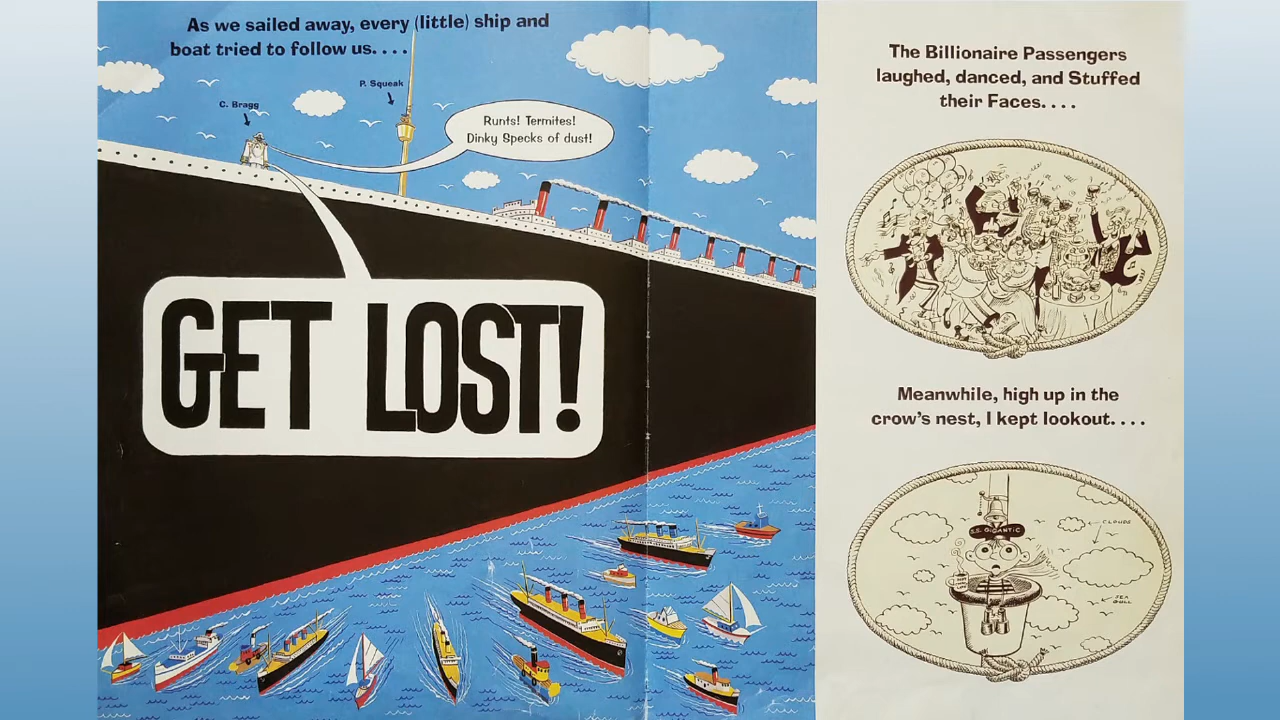 As we sailed away, every (little) ship and
boat tried to follow us. . . .
P. Squeak
C. Bragg
Runts! Termites!
Dinky Specks of dust!
GET LOST!
The Billionaire Passengers
laughed, danced, and Stuffed
their Faces. . . .
Meanwhile, high up in the
crow's nest, I kept lookout. . . .
S.S. GIGANTIC
CLOUDS
SEA
GULL